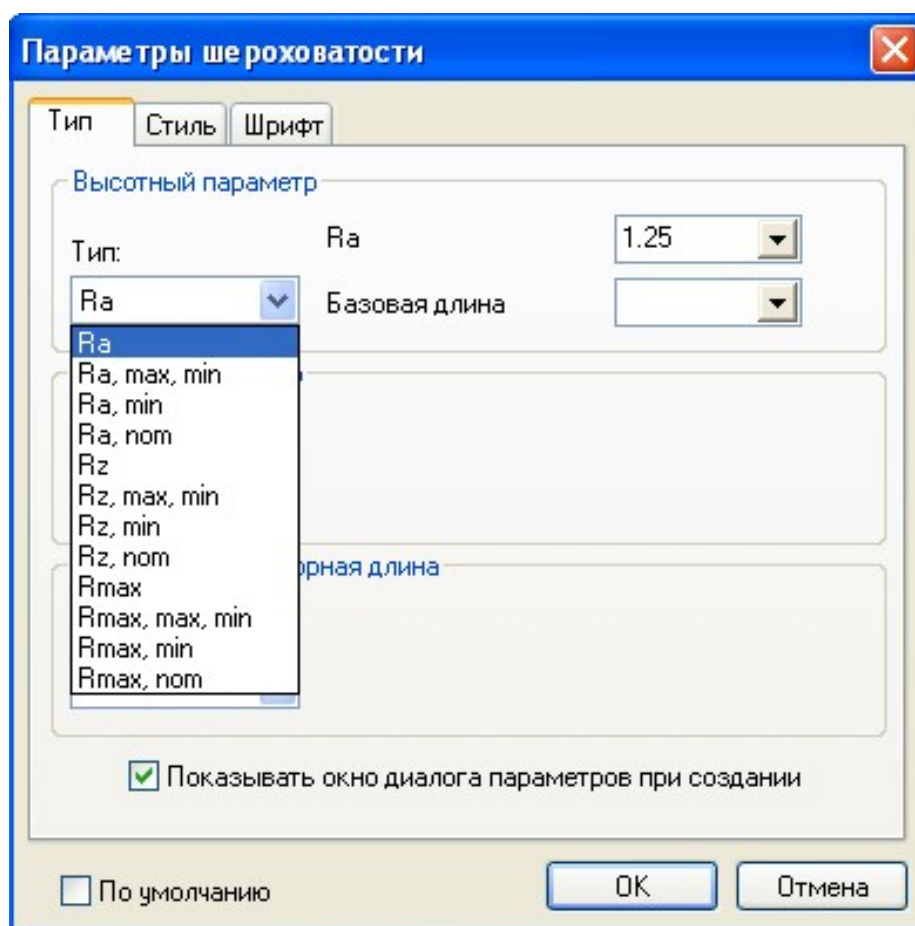 Параметры шероховатости
Тип Стиль Шрифт
Высотный параметр
Ra 1.25
Тип:
Ra
Базовая длина
Ra
Ra, max, min
Ra, min
Ra, nom
Rz
Rz, max, min
Rz, min
Rz, nom
длина
Rmax
Rmax, max, min
Rmax, min
Rmax, nom
Показывать окно диалога параметров при создании
По умолчанию OK Отмена